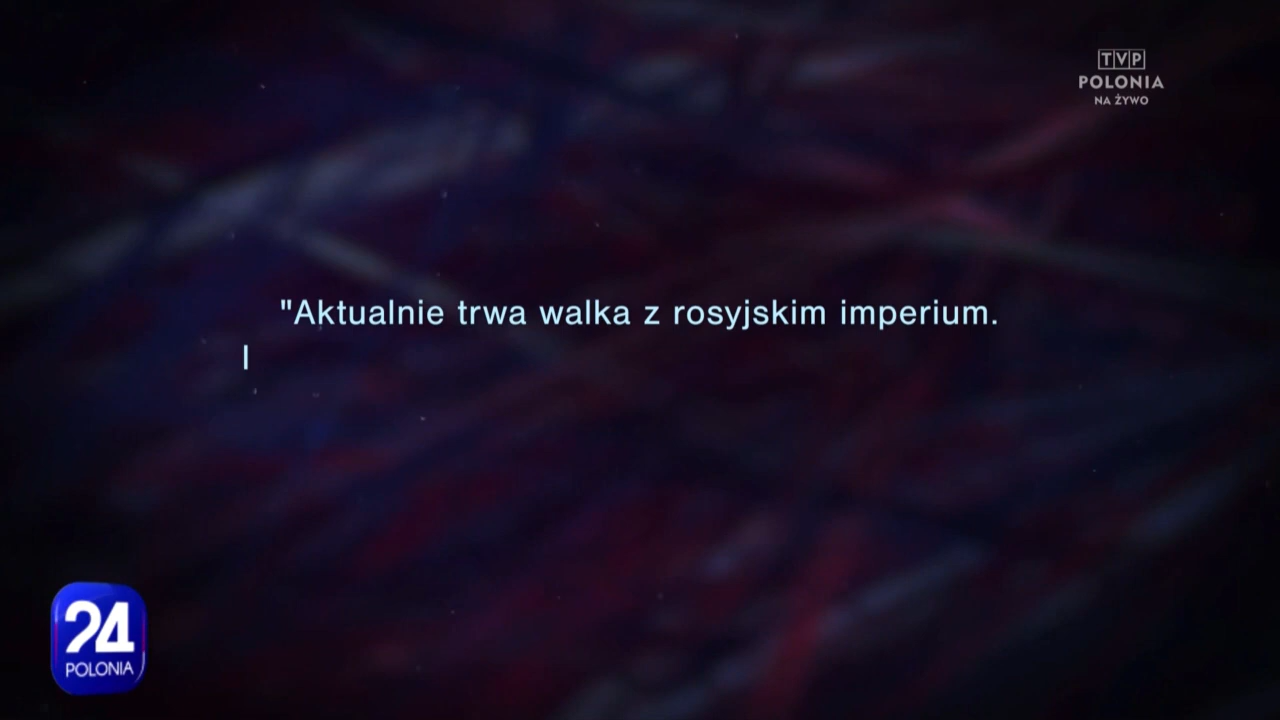 TVP
POLONIA
NA ŻYWO
"Aktualnie trwa walka z rosyjskim imperium.
I
24
POLONIA